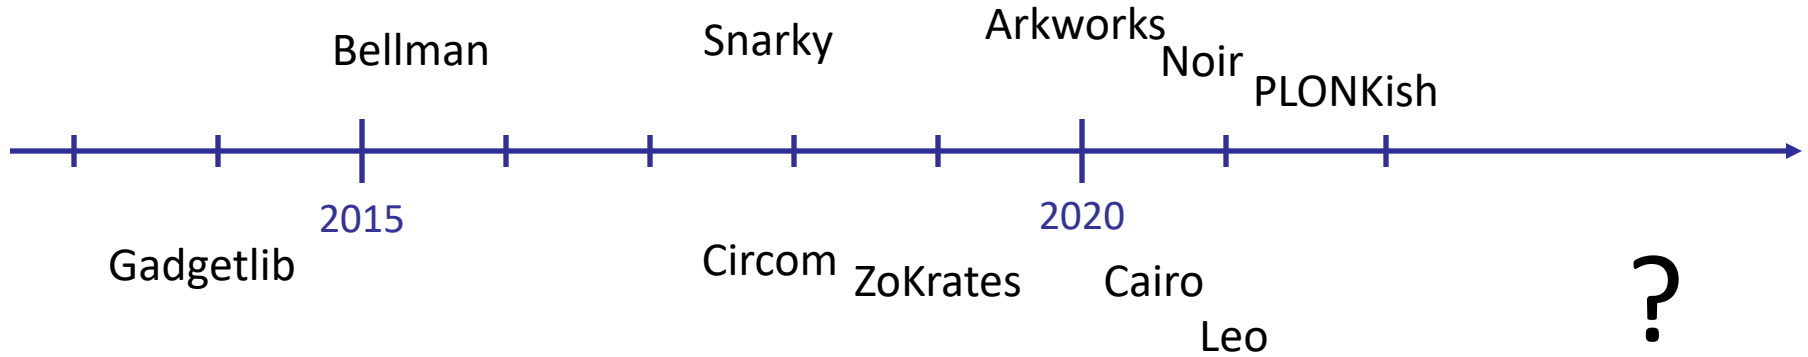 Arkworks
Snarky
Bellman
Noir
PLONKish
2015
2020
Gadgetlib
Circom
ZoKrates
Cairo
Leo
?